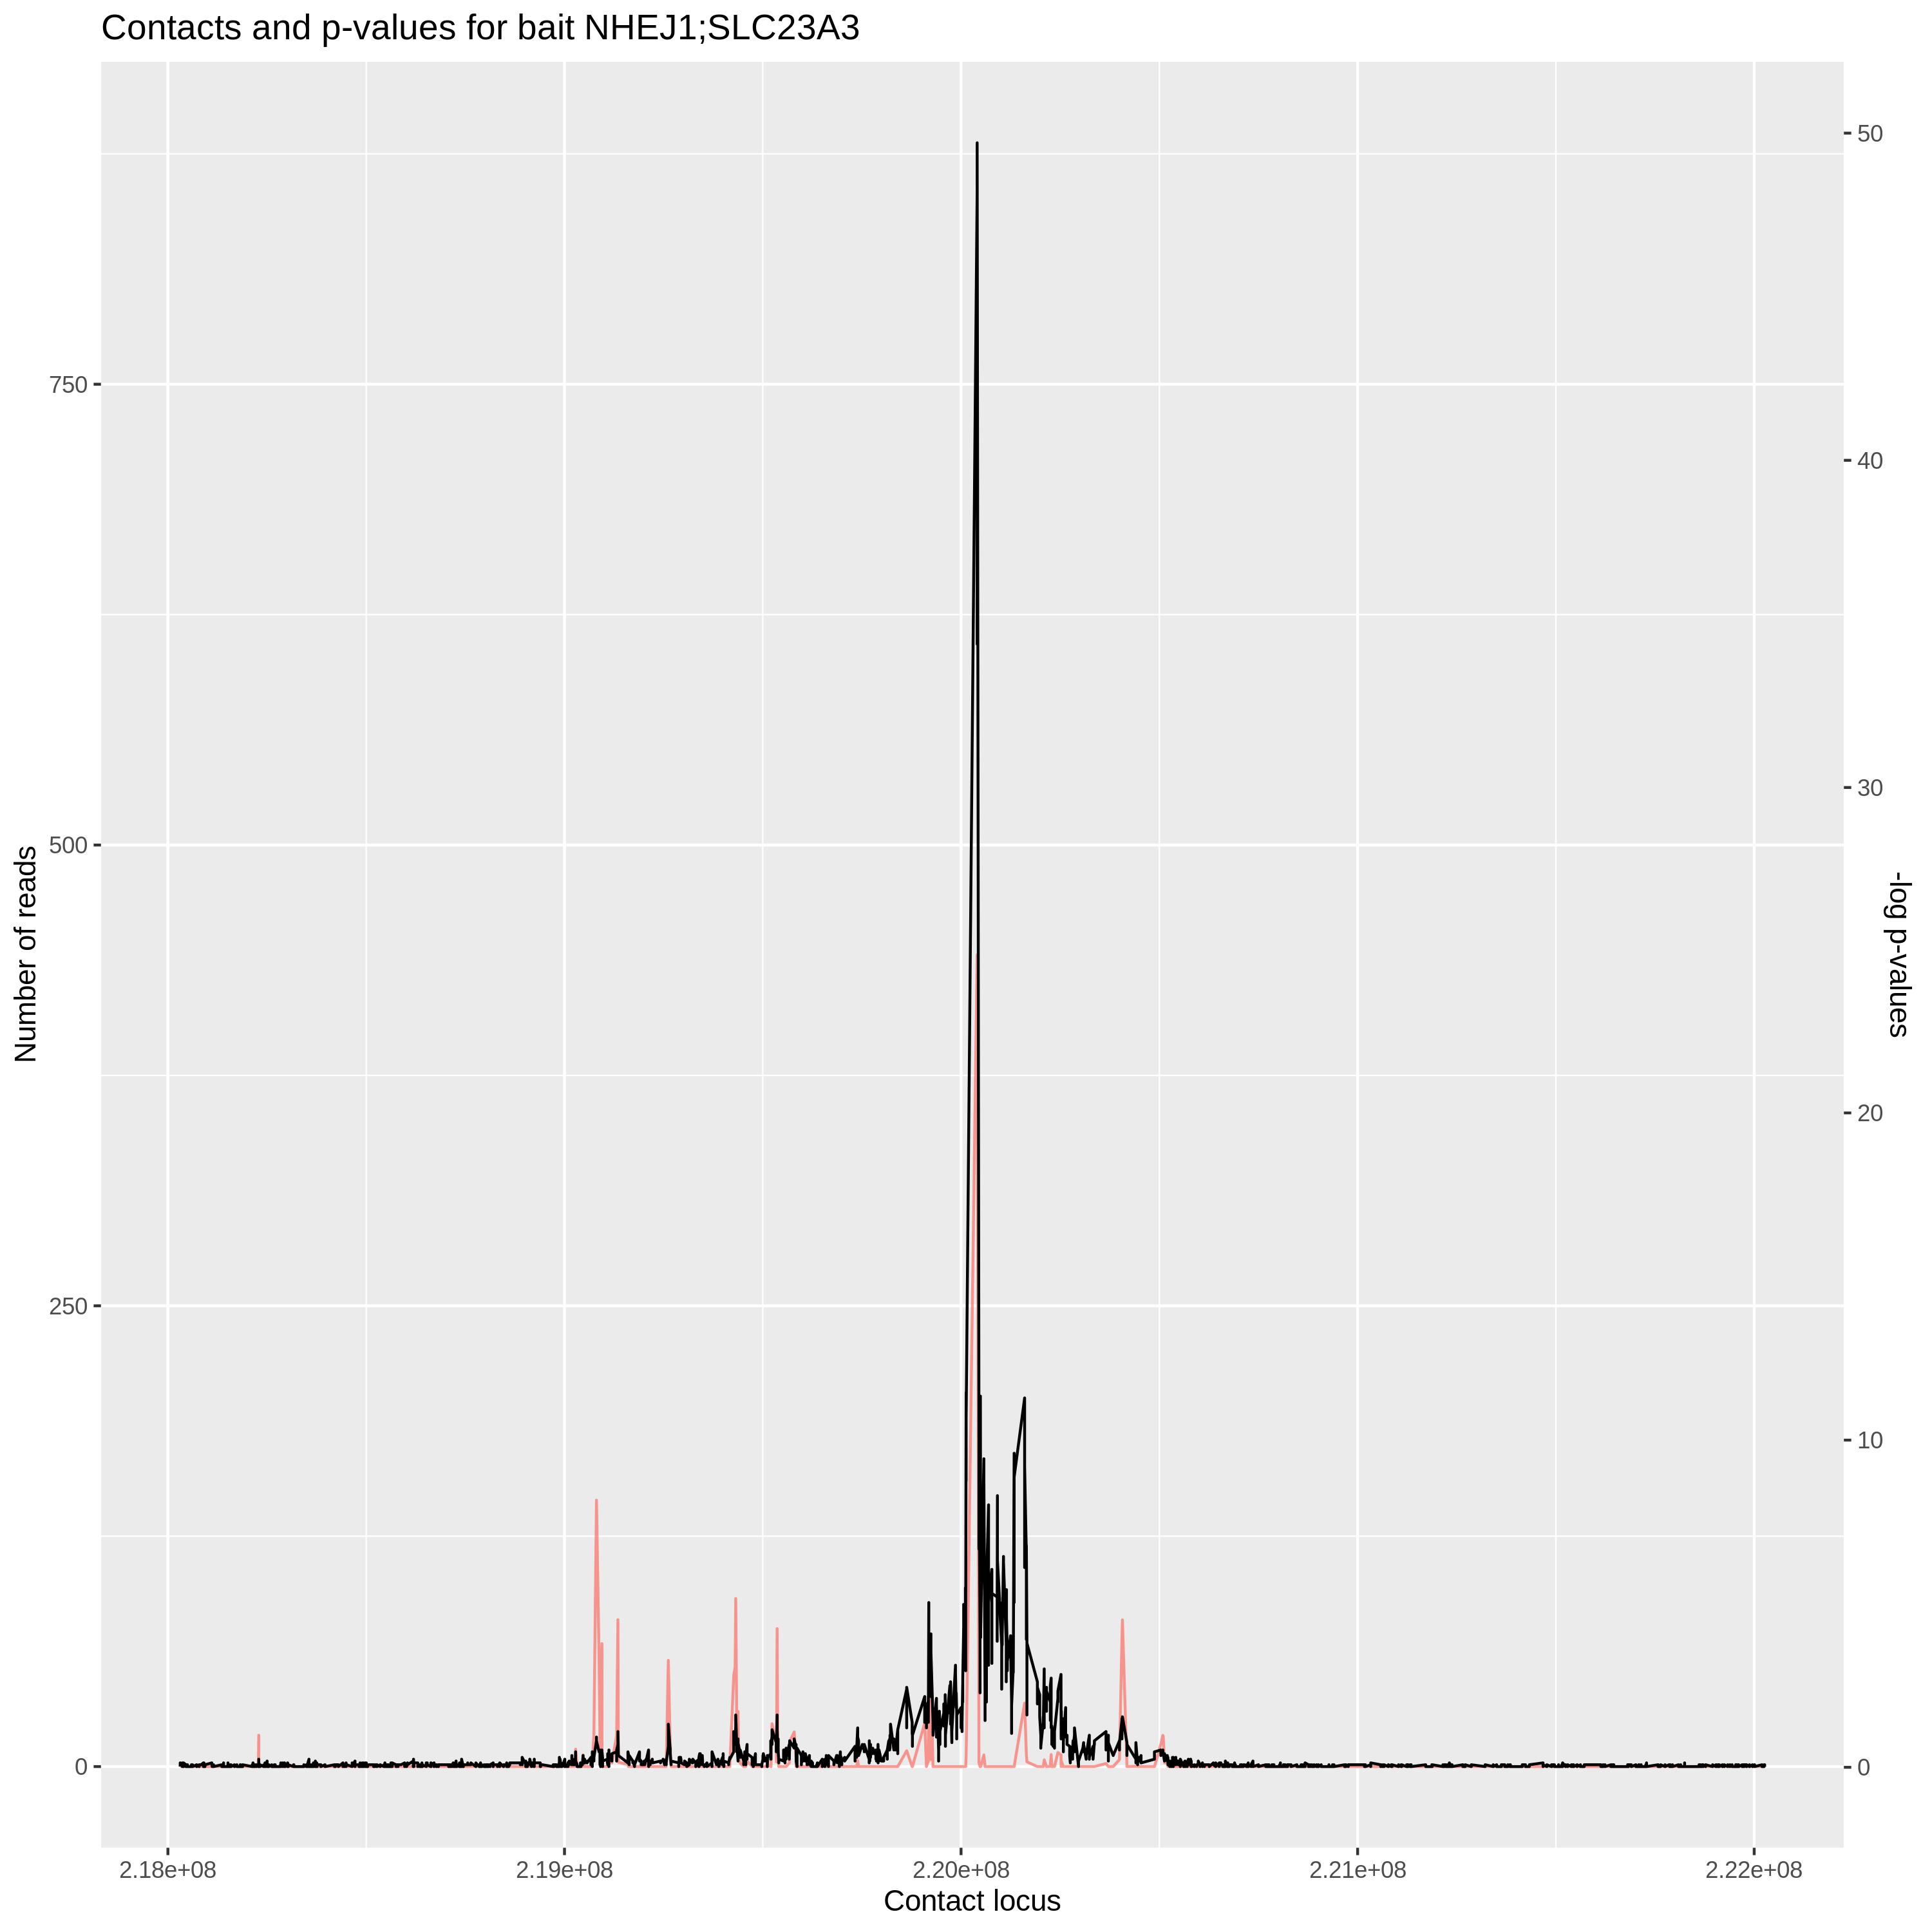 Contacts and p-values for bait NHEJ1;SLC23A3
Number of reads
750
500
250
0
50
40
30
20
10
0
-log p-values
2.18e+08 2.19e+08 2.20e+08 2.21e+08 2.22e+08
Contact locus